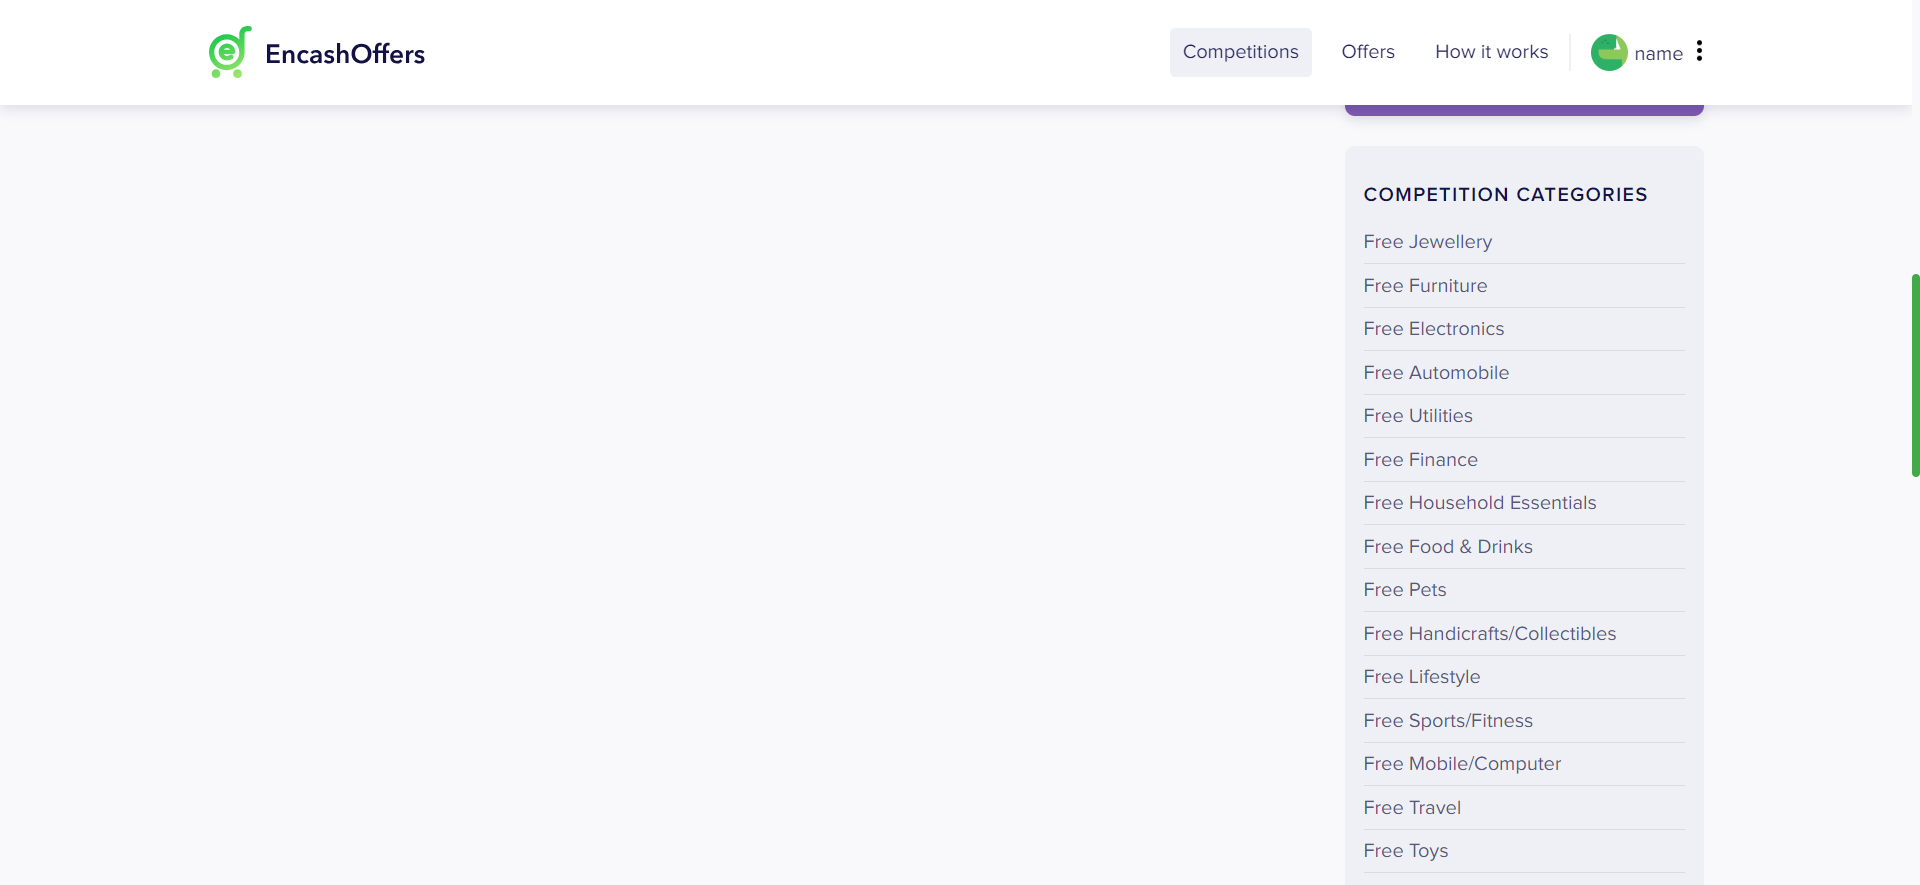 EncashOffers
Competitions
Offers
How it works
name
COMPETITION CATEGORIES
Free Jewellery
Free Furniture
Free Electronics
Free Automobile
Free Utilities
Free Finance
Free Household Essentials
Free Food & Drinks
Free Pets
Free Handicrafts/Collectibles
Free Lifestyle
Free Sports/Fitness
Free Mobile/Computer
Free Travel
Free Toys